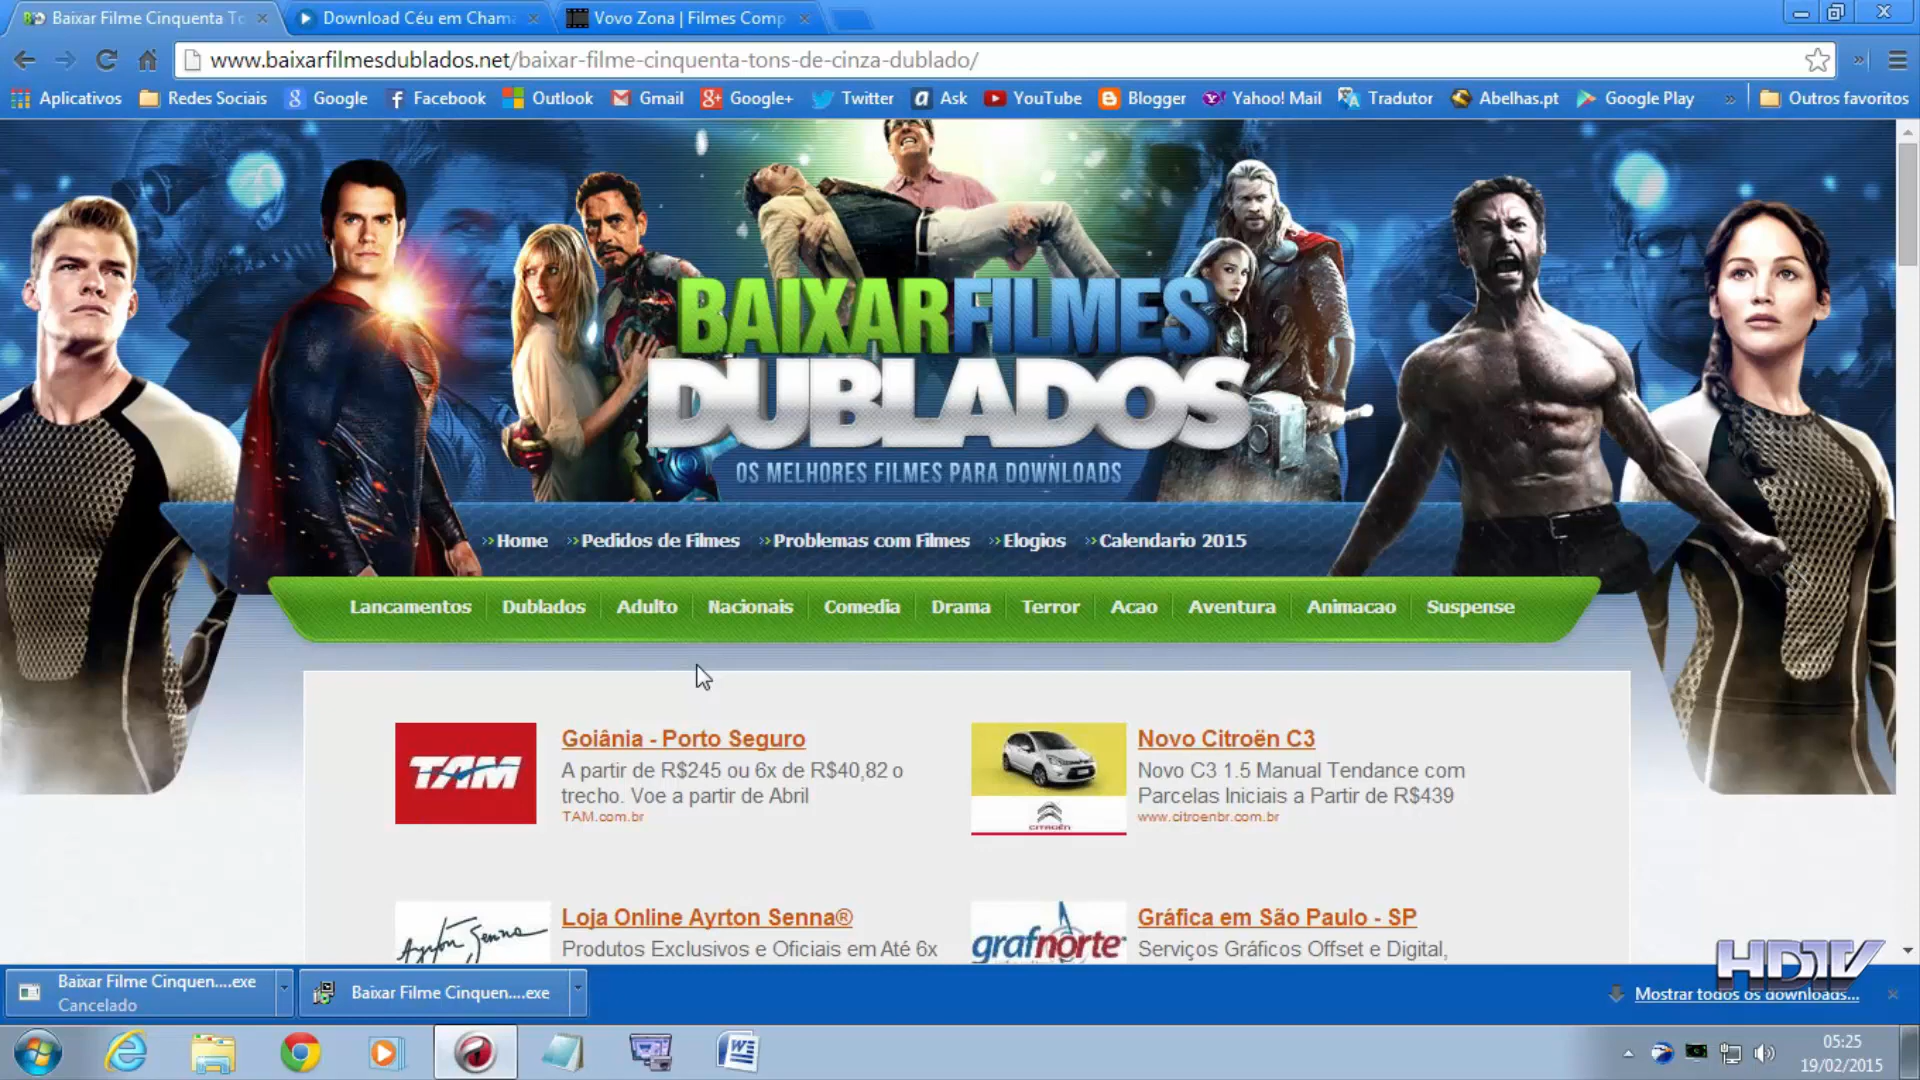 Baixar Filme Cinquenta To
Download Céu em Chama
Vovo Zona | Filmes Comp
www.baixarfilmesdublados.net/baixar-filme-cinquenta-tons-de-cinza-dublado/
Aplicativos Redes Sociais Google Facebook Outlook Gmail Google+ Twitter Ask YouTube Blogger Yahoo! Mail Tradutor Abelhas.pt Google Play » Outros favoritos
BAIXARFILMES
DUBLADOS
OS MELHORES FILMES PARA DOWNLOADS
Home Pedidos de Filmes Problemas com Filmes Elogios Calendario 2015
Lancamentos Dublados Adulto Nacionais Comedia Drama Terror Acao Aventura Animacao Suspense
TAM
Goiânia - Porto Seguro
A partir de R$245 ou 6x de R$40,82 o
trecho. Voe a partir de Abril
TAM.com.br
CITROËN
Novo Citroën C3
Novo C3 1.5 Manual Tendance com
Parcelas Iniciais a Partir de R$439
www.citroenbr.com.br
Ayrton Senna
Loja Online Ayrton Senna®
Produtos Exclusivos e Oficiais em Até 6x
grafnorte
Gráfica em São Paulo - SP
Serviços Gráficos Offset e Digital,
HDTV
Baixar Filme Cinquen....exe
Cancelado
Baixar Filme Cinquen....exe
Mostrar todos os downloads...
05:25
19/02/2015